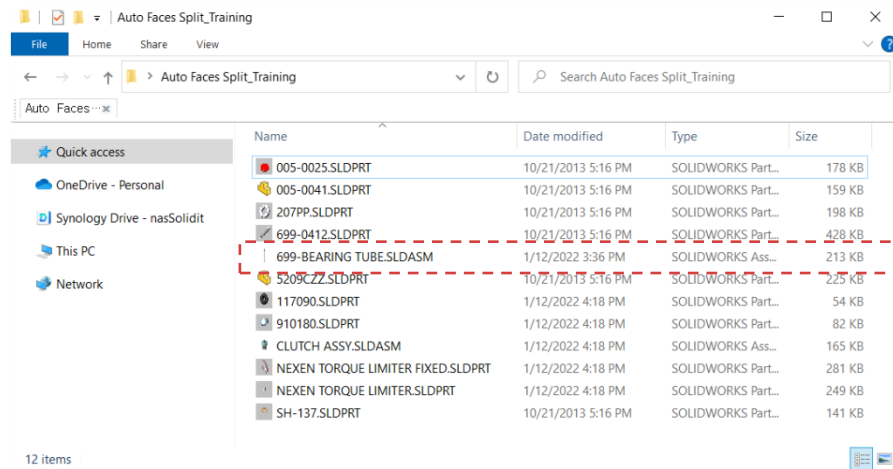 Auto Faces Split_Training
File Home Share View
Auto Faces Split_Training Search Auto Faces Split_Training
Auto Faces···
Name Date modified Type Size
Quick access
OneDrive - Personal
Synology Drive - nasSolidit
This PC
Network
005-0025.SLDPRT 10/21/2013 5:16 PM SOLIDWORKS Part... 178 KB
005-0041.SLDPRT 10/21/2013 5:16 PM SOLIDWORKS Part... 159 KB
207PP.SLDPRT 10/21/2013 5:16 PM SOLIDWORKS Part... 198 KB
699-0412.SLDPRT 10/21/2013 5:16 PM SOLIDWORKS Part... 428 KB
699-BEARING TUBE.SLDASM 1/12/2022 3:36 PM SOLIDWORKS Ass... 213 KB
5209CZZ.SLDPRT 10/21/2013 5:16 PM SOLIDWORKS Part... 225 KB
117090.SLDPRT 1/12/2022 4:18 PM SOLIDWORKS Part... 54 KB
910180.SLDPRT 1/12/2022 4:18 PM SOLIDWORKS Part... 82 KB
CLUTCH ASSY.SLDASM 1/12/2022 4:18 PM SOLIDWORKS Ass... 165 KB
NEXEN TORQUE LIMITER FIXED.SLDPRT 1/12/2022 4:18 PM SOLIDWORKS Part... 281 KB
NEXEN TORQUE LIMITER.SLDPRT 1/12/2022 4:18 PM SOLIDWORKS Part... 249 KB
SH-137.SLDPRT 10/21/2013 5:16 PM SOLIDWORKS Part... 141 KB
12 items